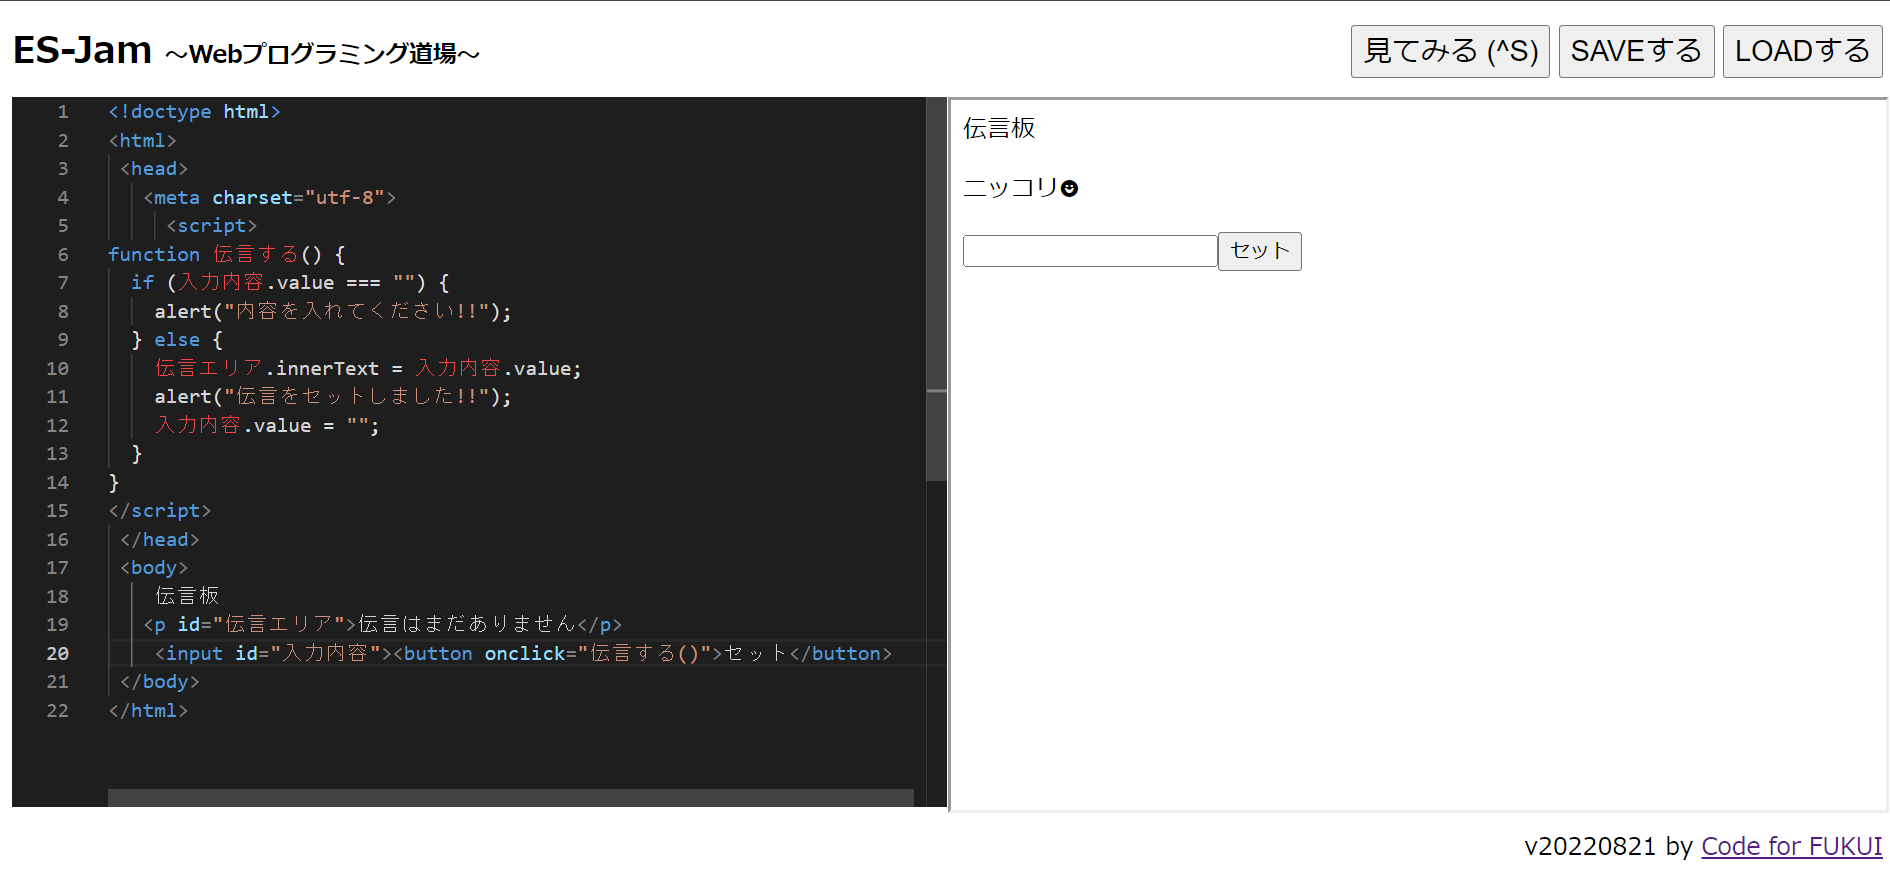 ES-Jam ～Webプログラミング道場～
見てみる (^S) SAVEする LOADする
1 <!doctype html>
2 <html>
3 <head>
4 <meta charset="utf-8">
5 <script>
6 function 伝言する() {
7 if (入力内容.value === "") {
8 alert("内容を入れてください!!");
9 } else {
10 伝言エリア.innerText = 入力内容.value;
11 alert("伝言をセットしました!!");
12 入力内容.value = "";
13 }
14 }
15 </script>
16 </head>
17 <body>
18 伝言板
19 <p id="伝言エリア">伝言はまだありません</p>
20 <input id="入力内容"><button onclick="伝言する()">セット</button>
21 </body>
22 </html>
伝言板
ニッコリ☻
セット
v20220821 by Code for FUKUI